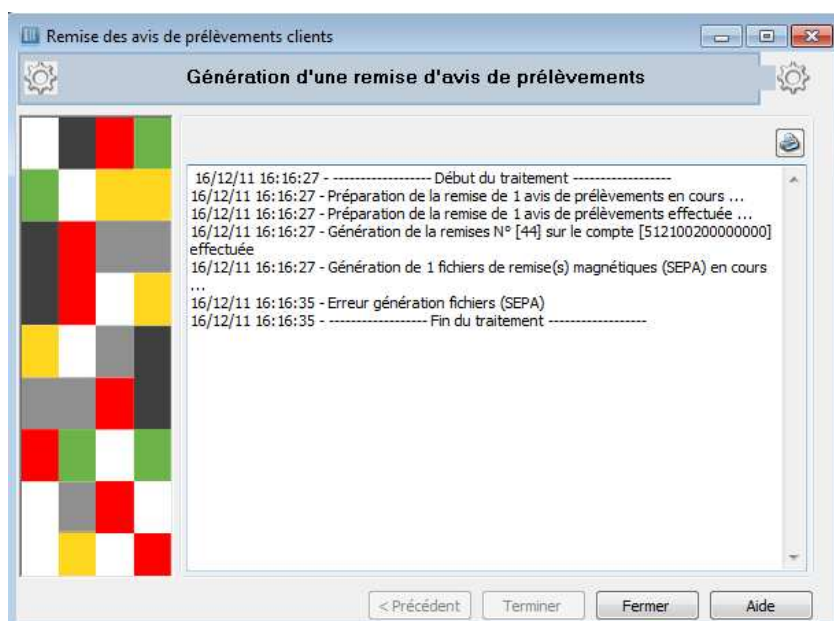 Remise des avis de prélèvements clients
Génération d'une remise d'avis de prélèvements
16/12/11 16:16:27 - ------------------ Début du traitement ------------------
16/12/11 16:16:27 - Préparation de la remise de 1 avis de prélèvements en cours ...
16/12/11 16:16:27 - Préparation de la remise de 1 avis de prélèvements effectuée ...
16/12/11 16:16:27 - Génération de la remises N° [44] sur le compte [512100200000000]
effectuée
16/12/11 16:16:27 - Génération de 1 fichiers de remise(s) magnétiques (SEPA) en cours
...
16/12/11 16:16:35 - Erreur génération fichiers (SEPA)
16/12/11 16:16:35 - ------------------ Fin du traitement ------------------
< Précédent Terminer Fermer Aide